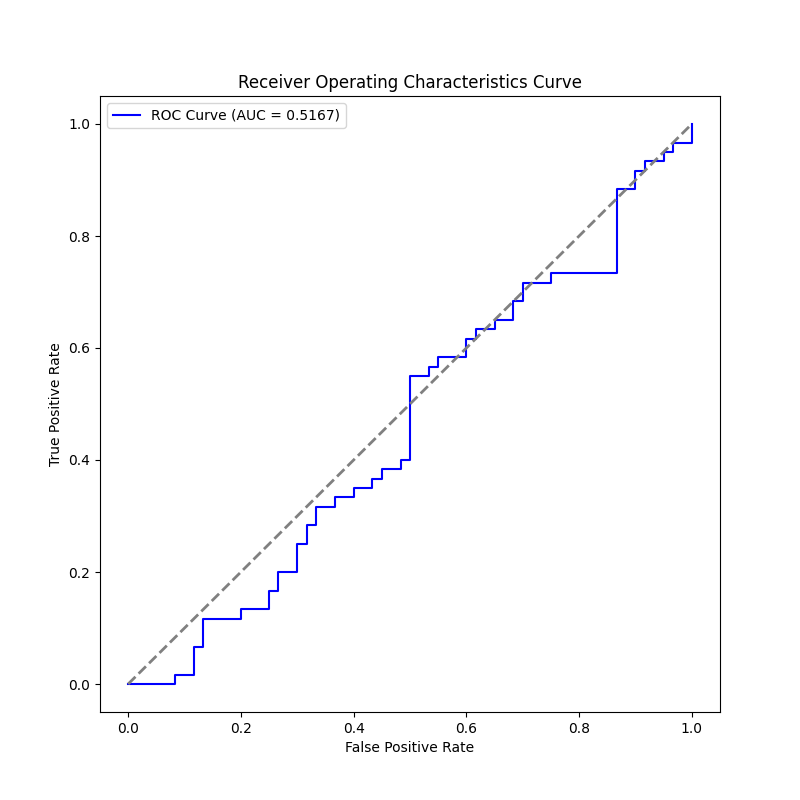 Receiver Operating Characteristics Curve
ROC Curve (AUC = 0.5167)
1.0
0.8
0.6
0.4
0.2
0.0
True Positive Rate
0.0 0.2 0.4 0.6 0.8 1.0
False Positive Rate